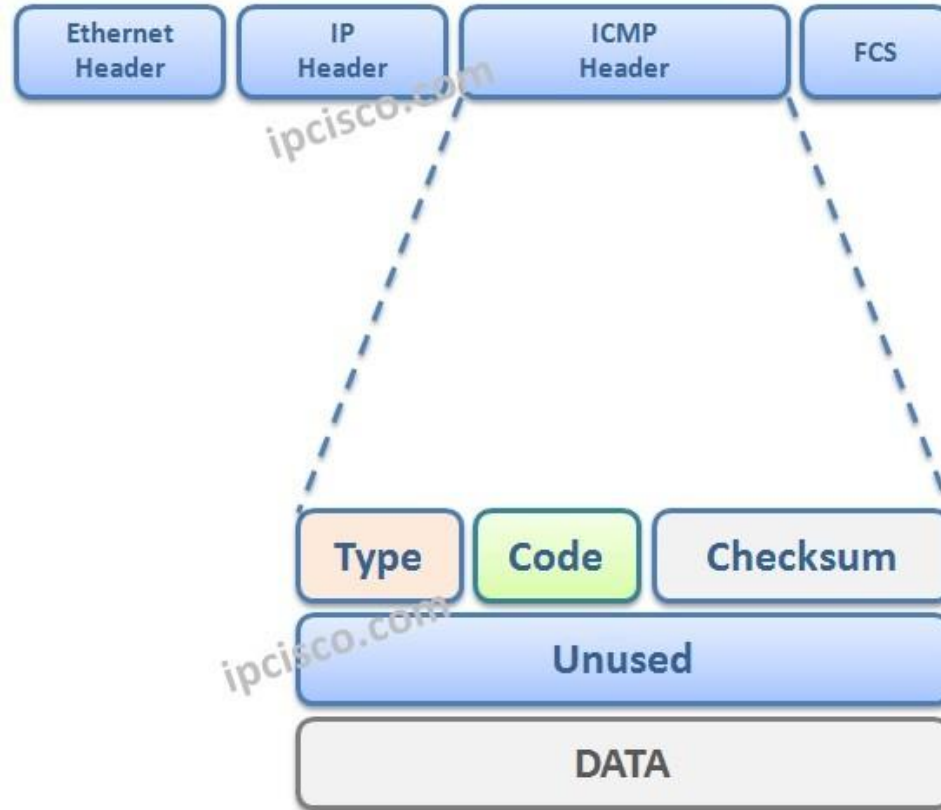 Ethernet
Header
IP
Header
ICMP
Header
FCS
ipcisco.com
Type
Code
Checksum
ipcisco.com
Unused
DATA